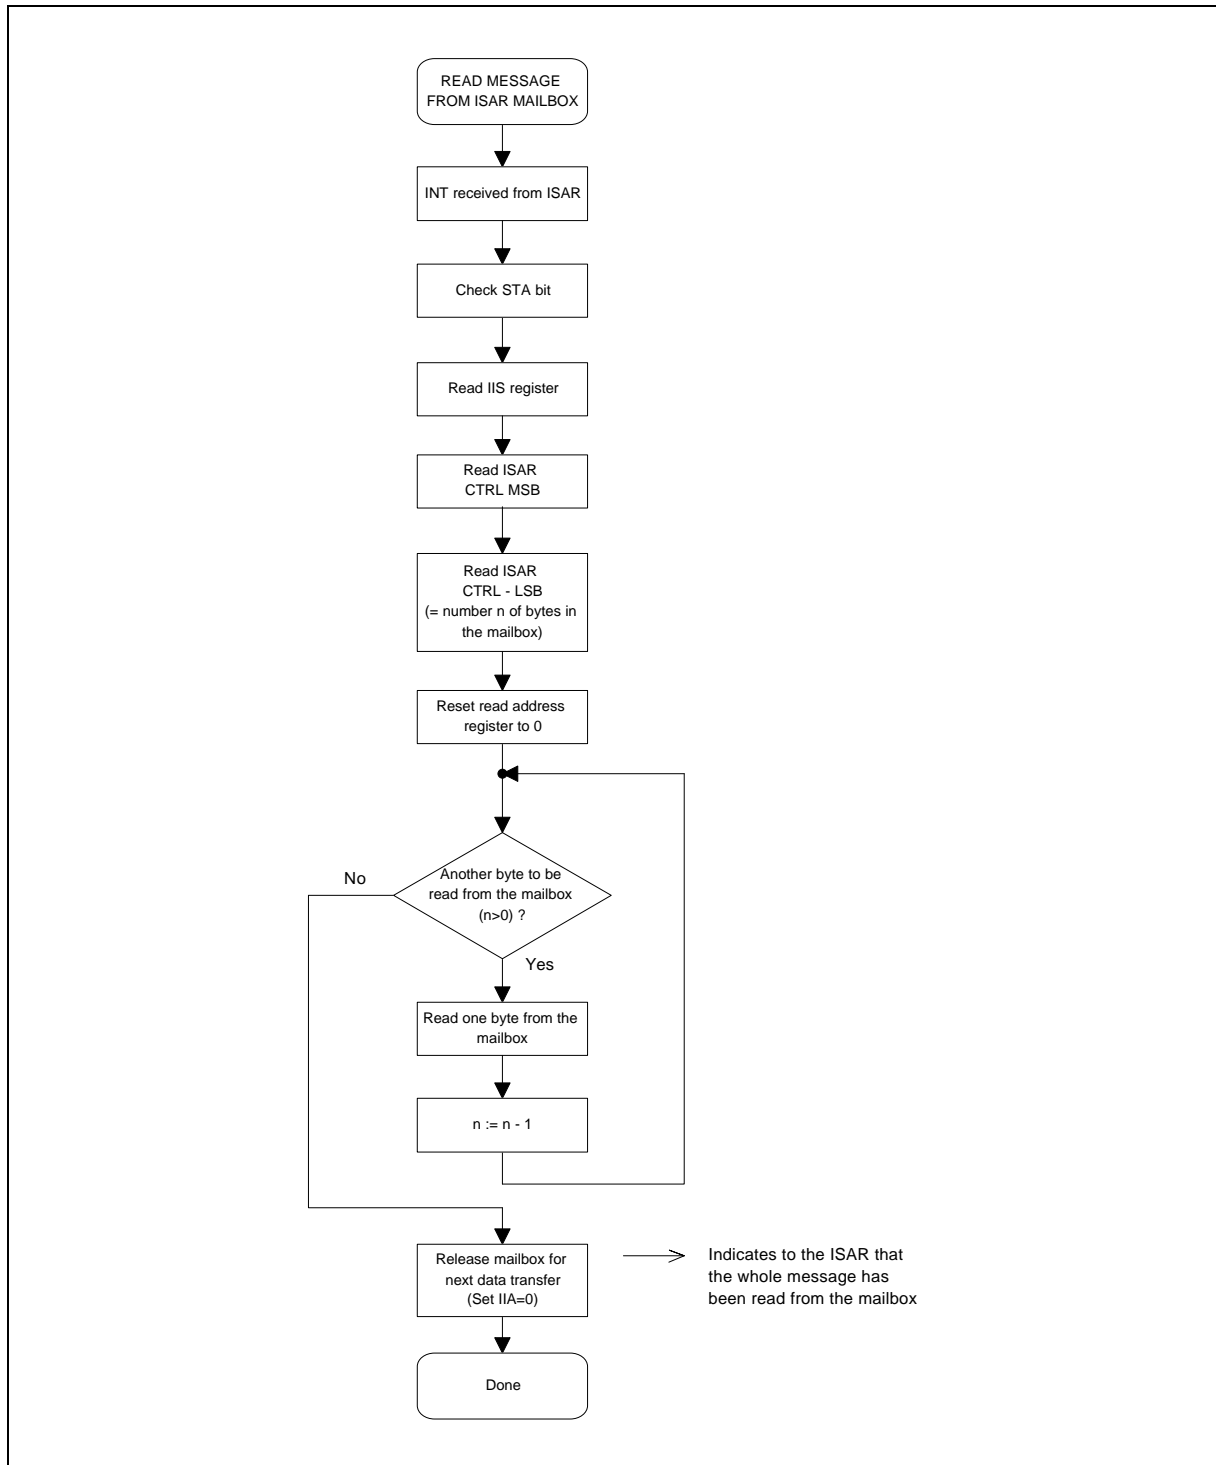 READ MESSAGE
FROM ISAR MAILBOX
INT received from ISAR
Check STA bit
Read IIS register
Read ISAR
CTRL MSB
Read ISAR
CTRL - LSB
(= number n of bytes in
the mailbox)
Reset read address
register to 0
No
Another byte to be
read from the mailbox
(n>0) ?
Yes
Read one byte from the
mailbox
n := n - 1
Release mailbox for
next data transfer
(Set IIA=0)
Indicates to the ISAR that
the whole message has
been read from the mailbox
Done